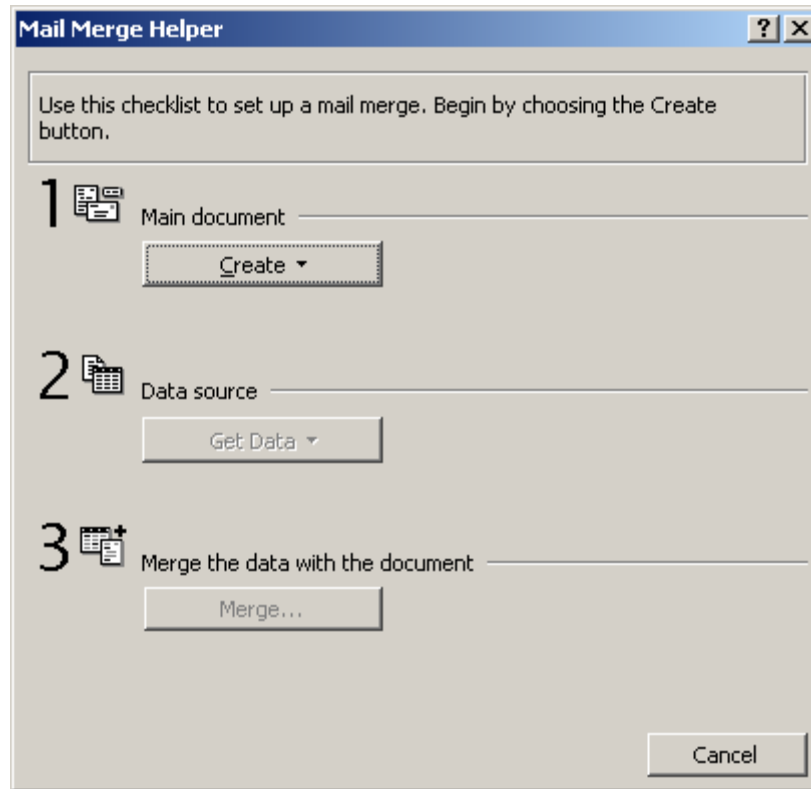 Mail Merge Helper
Use this checklist to set up a mail merge. Begin by choosing the Create
button.
1
Main document
Create
2
Data source
Get Data
3
Merge the data with the document
Merge...
Cancel